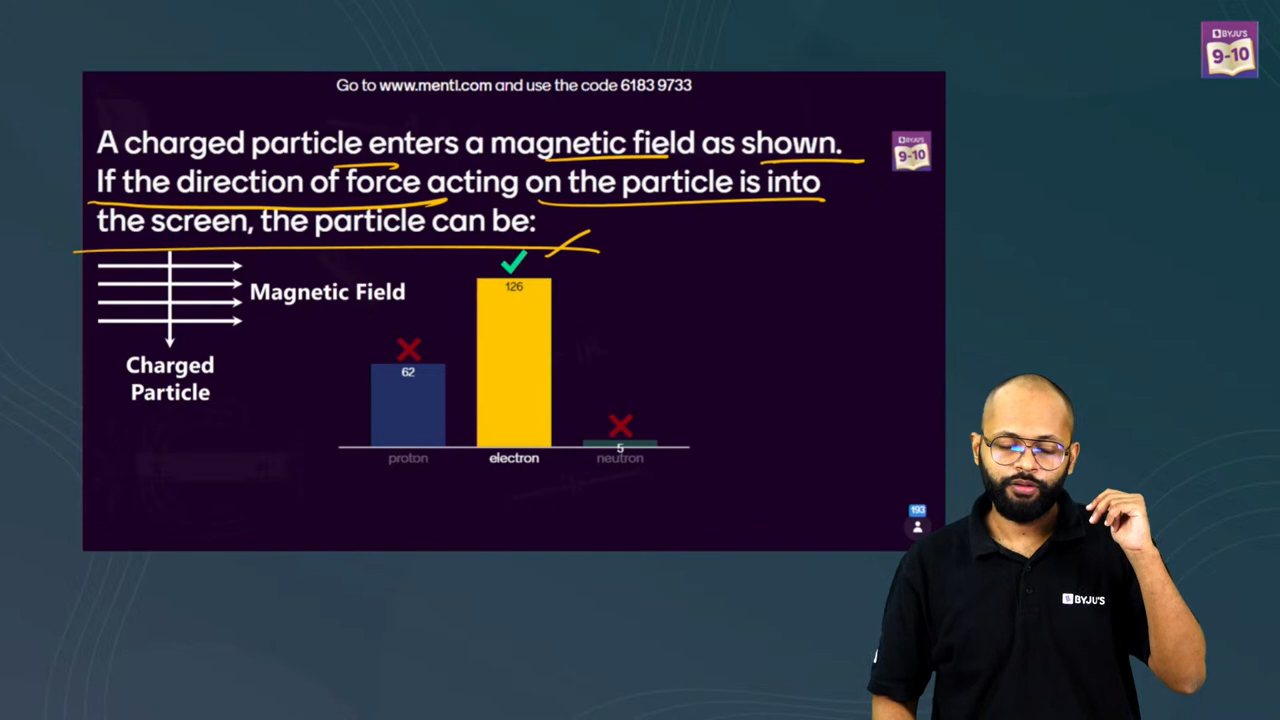 BYJU'S
9-10
Go to www.menti.com and use the code 6183 9733
A charged particle enters a magnetic field as shown.
If the direction of force acting on the particle is into
the screen, the particle can be:
BYJU'S
9-10
Magnetic Field
Charged
Particle
62
126
5
proton
electron
neutron
193
BYJU'S